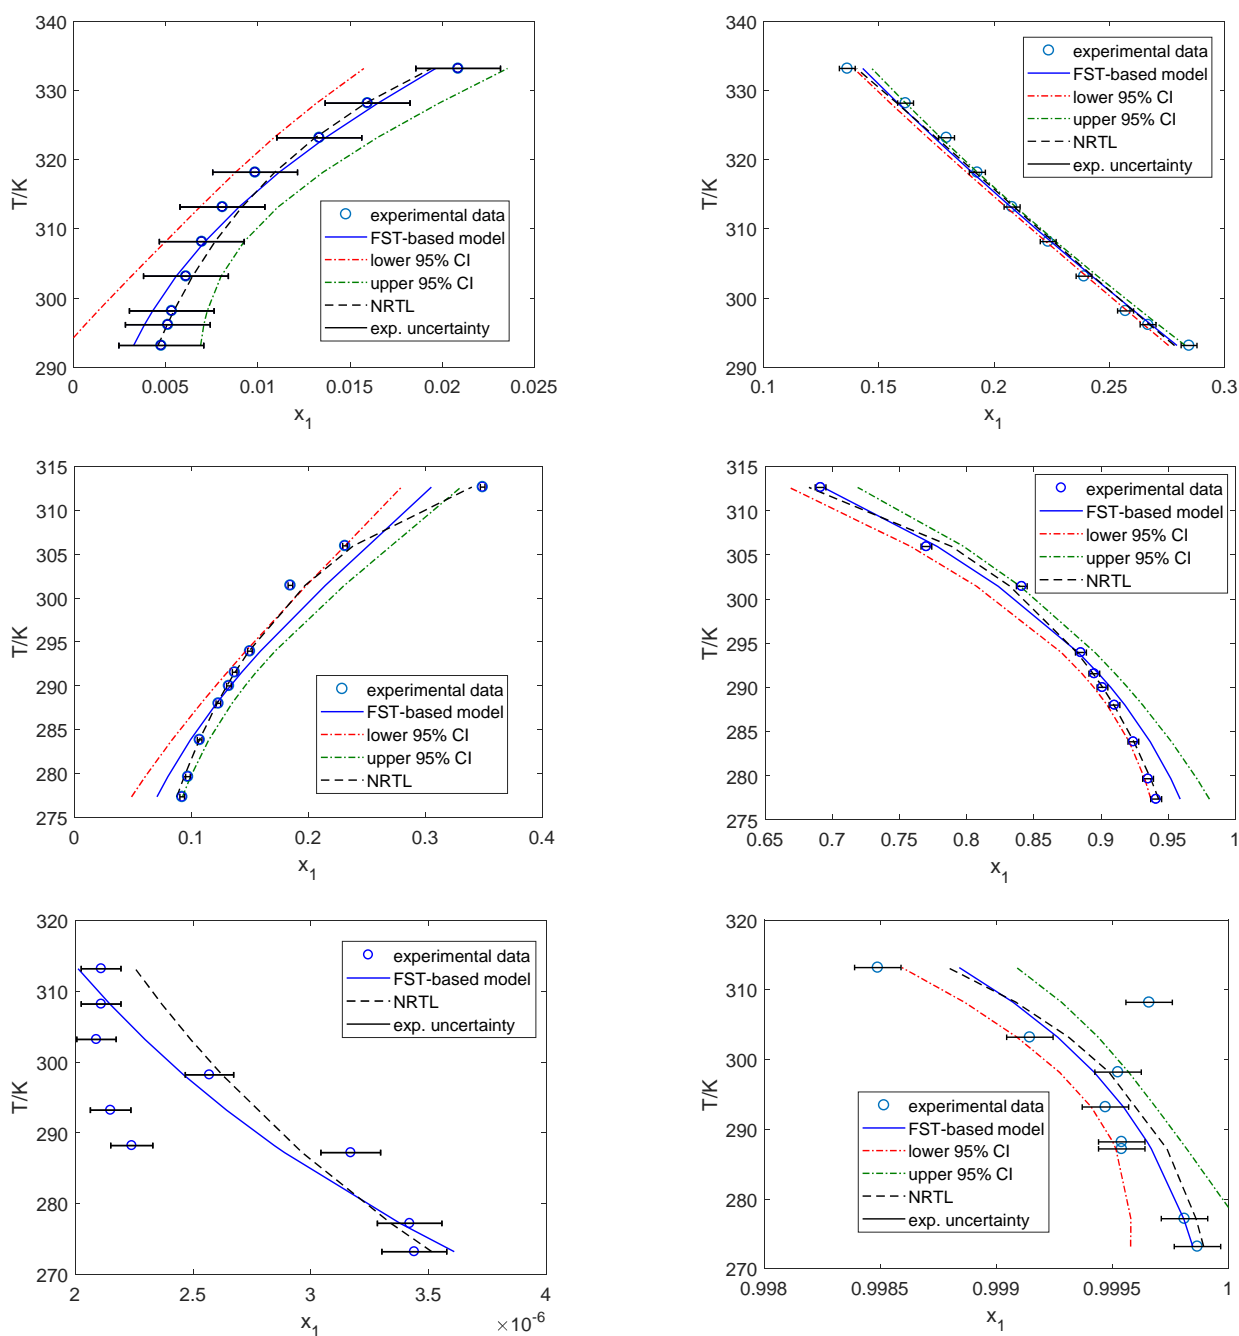 340
330
320
310
300
290
T/K
0
0.005
0.01
0.015
0.02
0.025
x1
experimental data
FST-based model
lower 95% CI
upper 95% CI
NRTL
exp. uncertainty
340
330
320
310
300
290
T/K
0.1
0.15
0.2
0.25
0.3
x1
experimental data
FST-based model
lower 95% CI
upper 95% CI
NRTL
exp. uncertainty
315
310
305
300
295
290
285
280
275
T/K
0
0.1
0.2
0.3
0.4
x1
experimental data
FST-based model
lower 95% CI
upper 95% CI
NRTL
315
310
305
300
295
290
285
280
275
T/K
0.65
0.7
0.75
0.8
0.85
0.9
0.95
1
x1
experimental data
FST-based model
lower 95% CI
upper 95% CI
NRTL
320
310
300
290
280
270
T/K
2
2.5
3
3.5
4
x1
×10-6
experimental data
FST-based model
NRTL
exp. uncertainty
320
310
300
290
280
270
T/K
0.998
0.9985
0.999
0.9995
1
x1
experimental data
FST-based model
lower 95% CI
upper 95% CI
NRTL
exp. uncertainty